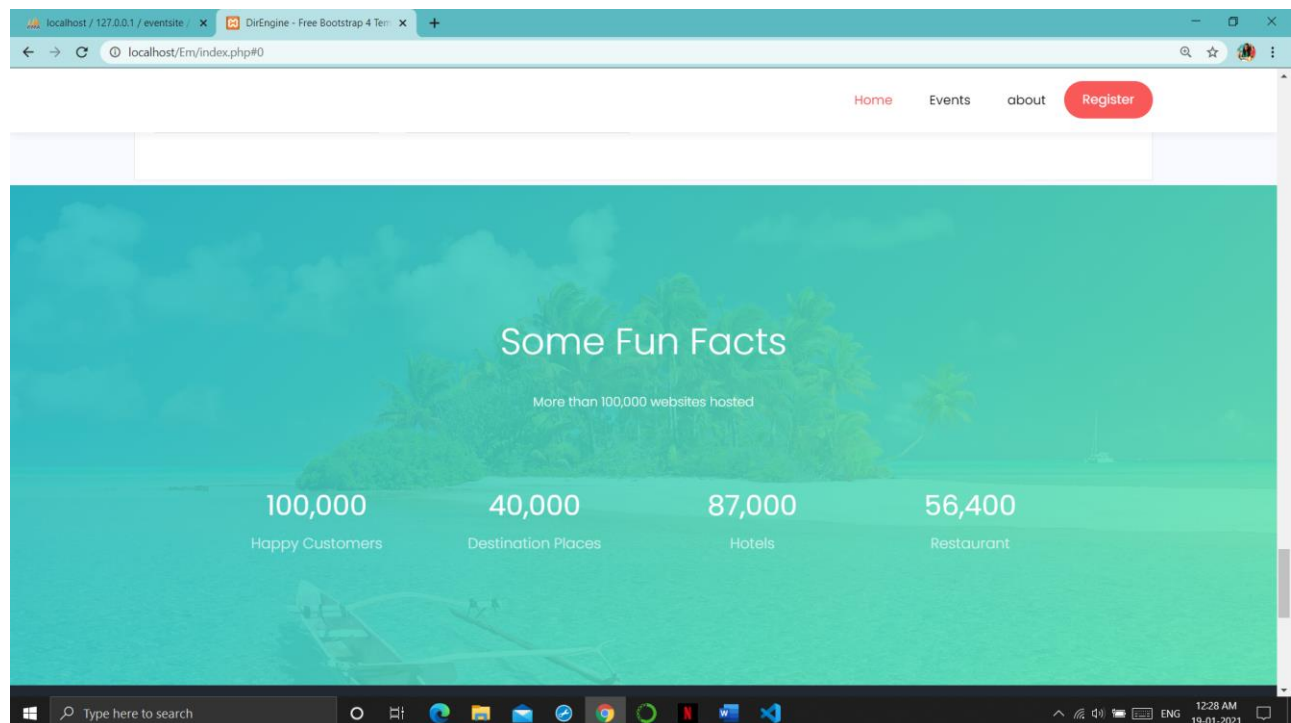 localhost / 127.0.0.1 / eventsite /
DirEngine - Free Bootstrap 4 Tem
localhost/Em/index.php#0
Home Events about Register
Some Fun Facts
More than 100,000 websites hosted
100,000 40,000 87,000 56,400
Happy Customers Destination Places Hotels Restaurant
Type here to search
ENG
12:28 AM
19-01-2021